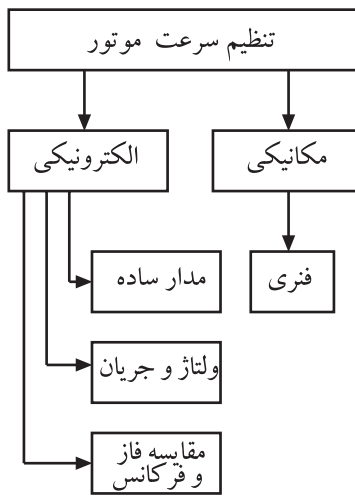 تنظیم سرعت موتور
مکانیکی
الکترونیکی
فنری
مدار ساده
ولتاژ و جریان
مقایسه فاز
و فرکانس